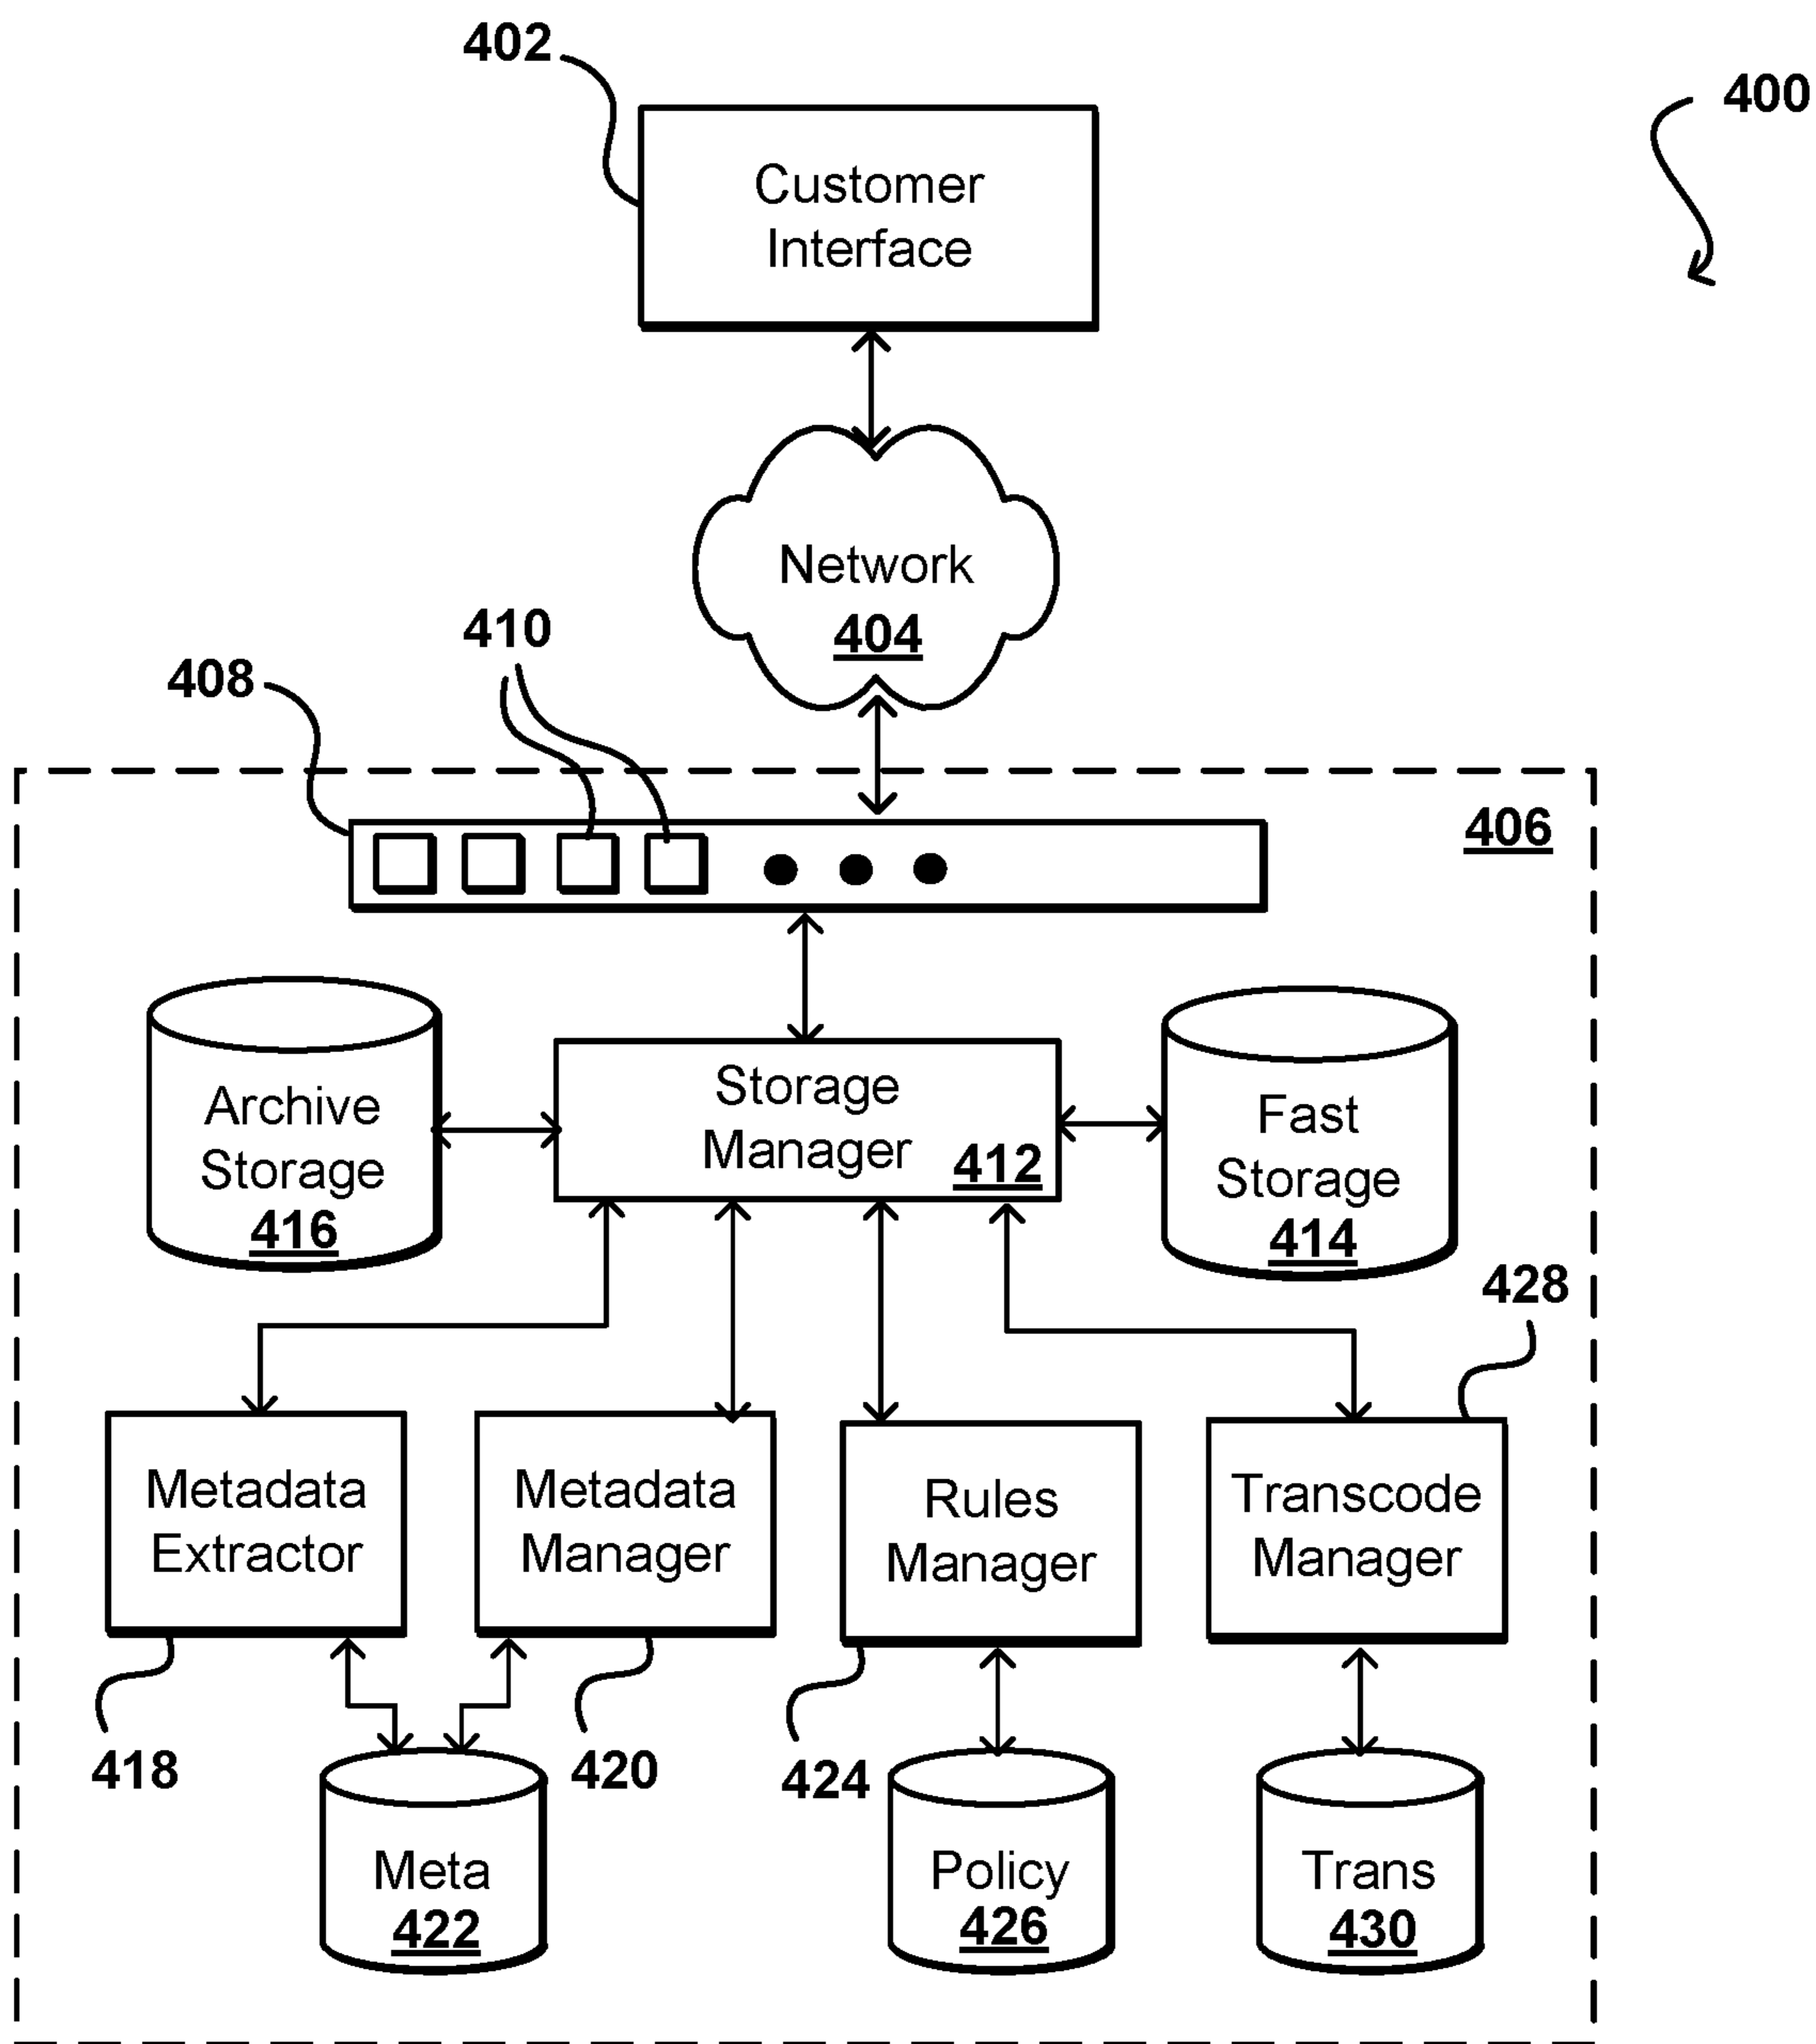 402
400
Customer
Interface
Network
404
410
408
406
Archive
Storage
416
Storage
Manager
412
Fast
Storage
414
428
Metadata
Extractor
Metadata
Manager
Rules
Manager
Transcode
Manager
418
420
424
Meta
422
Policy
426
Trans
430